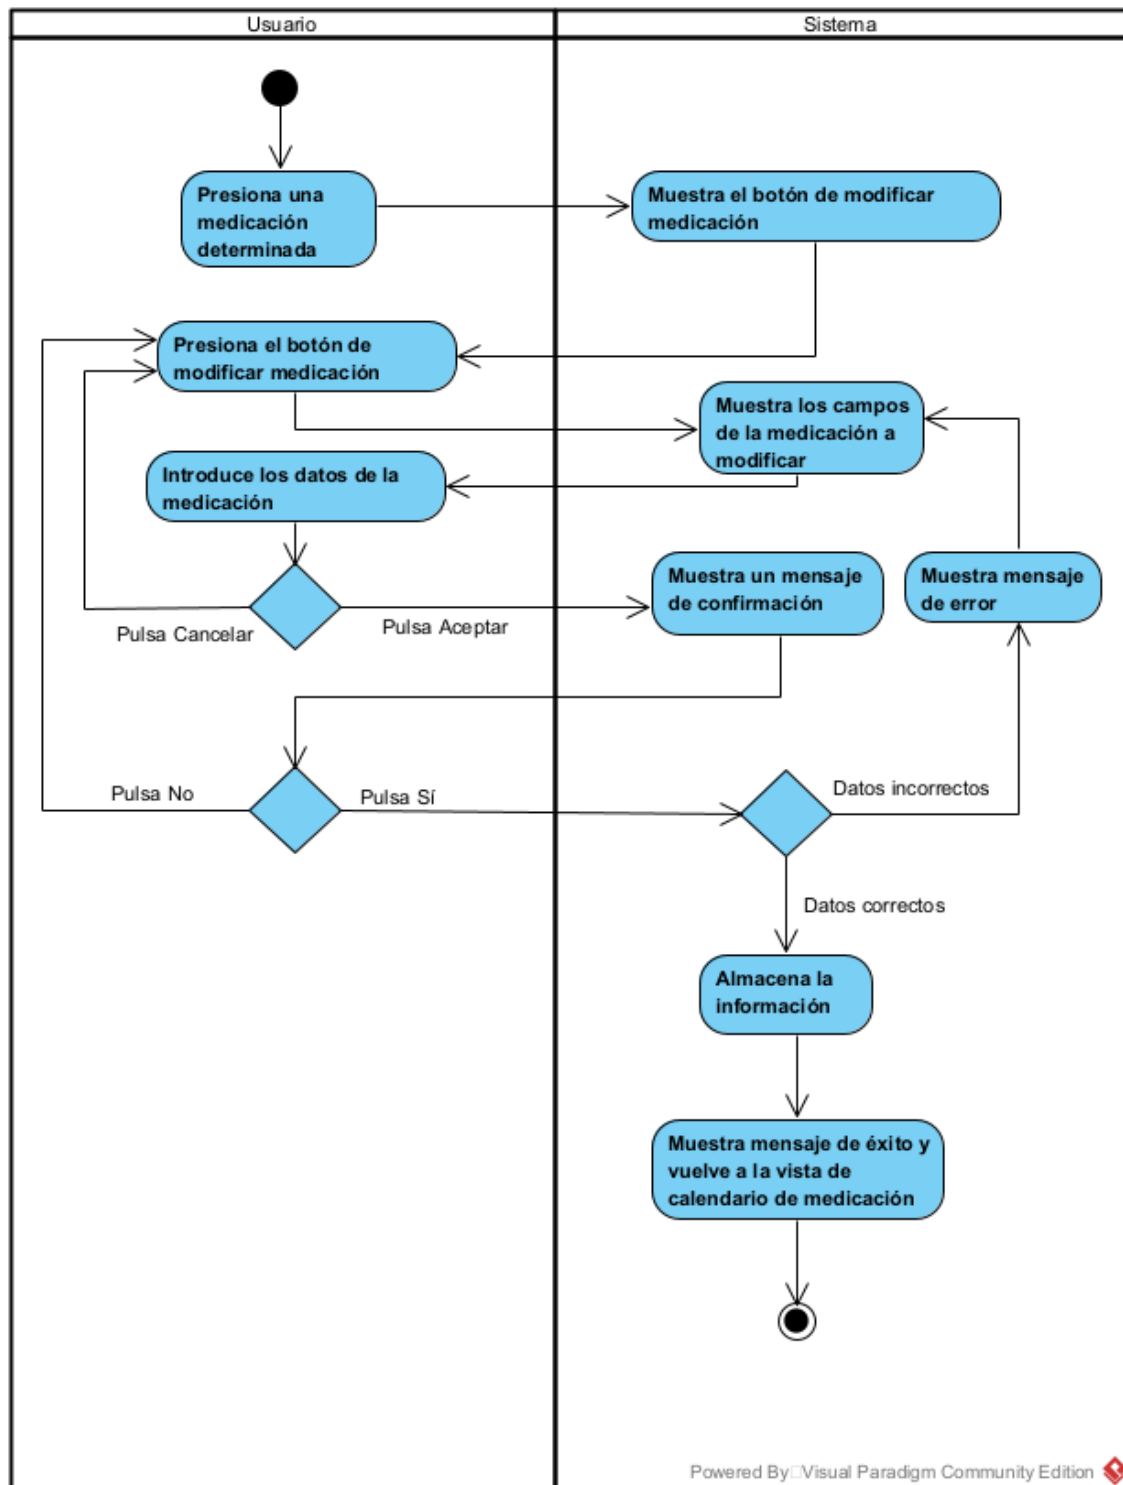 Usuario
Sistema
Presiona una
medicación
determinada
Muestra el botón de modificar
medicación
Presiona el botón de
modificar medicación
Muestra los campos
de la medicación a
modificar
Introduce los datos de la
medicación
Muestra un mensaje
de confirmación
Muestra mensaje
de error
Pulsa Cancelar
Pulsa Aceptar
Pulsa No
Pulsa Sí
Datos incorrectos
Datos correctos
Almacena la
información
Muestra mensaje de éxito y
vuelve a la vista de
calendario de medicación
Powered By Visual Paradigm Community Edition